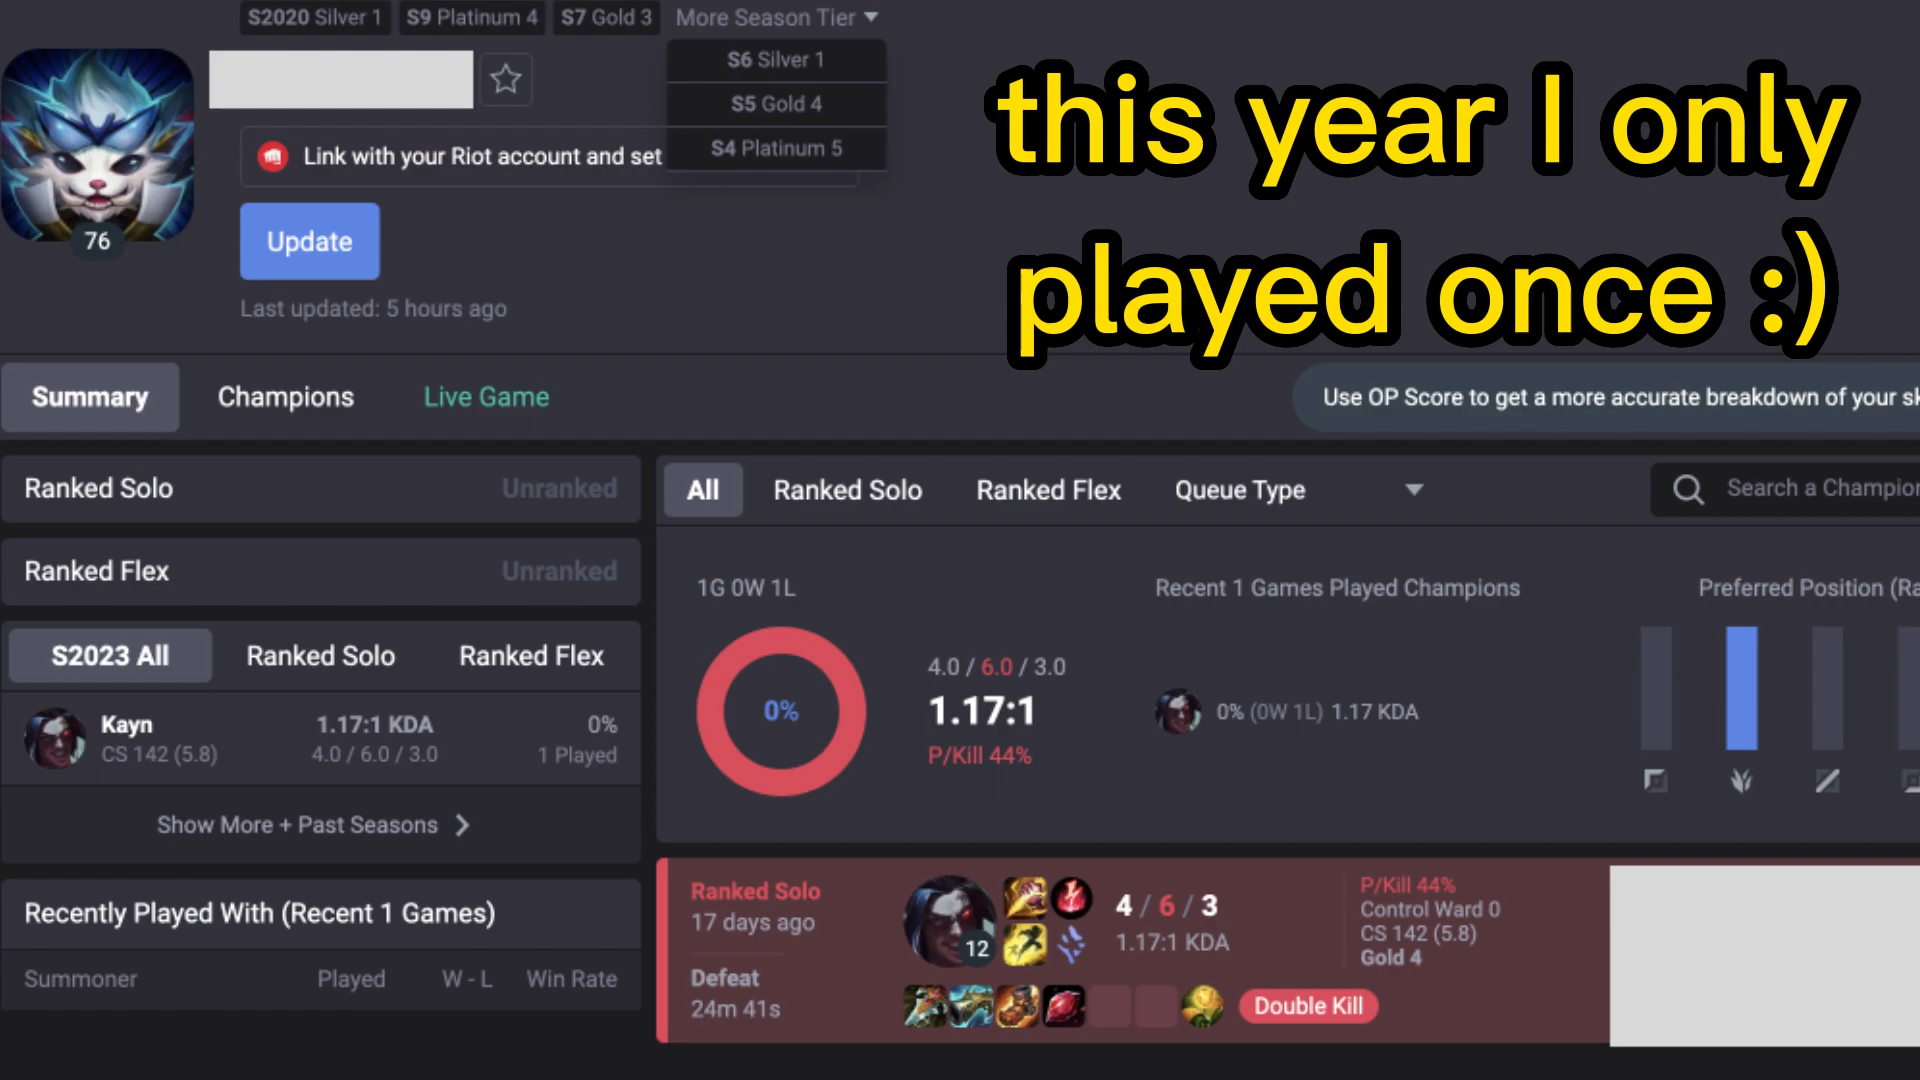 S2020 Silver 1
S9 Platinum 4
S7 Gold 3
More Season Tier
S6 Silver 1
S5 Gold 4
S4 Platinum 5
76
Link with your Riot account and set
Update
Last updated: 5 hours ago
this year I only
played once :)
Summary
Champions
Live Game
Use OP Score to get a more accurate breakdown of your sk
Ranked Solo
Unranked
Ranked Flex
Unranked
S2023 All
Ranked Solo
Ranked Flex
Kayn
CS 142 (5.8)
1.17:1 KDA
4.0 / 6.0 / 3.0
0%
1 Played
Show More + Past Seasons
Recently Played With (Recent 1 Games)
Summoner
Played
W - L
Win Rate
All
Ranked Solo
Ranked Flex
Queue Type
Search a Champion
1G 0W 1L
0%
4.0 / 6.0 / 3.0
1.17:1
P/Kill 44%
Recent 1 Games Played Champions
0% (0W 1L) 1.17 KDA
Preferred Position (Ra
Ranked Solo
17 days ago
Defeat
24m 41s
12
4 / 6 / 3
1.17:1 KDA
P/Kill 44%
Control Ward 0
CS 142 (5.8)
Gold 4
Double Kill